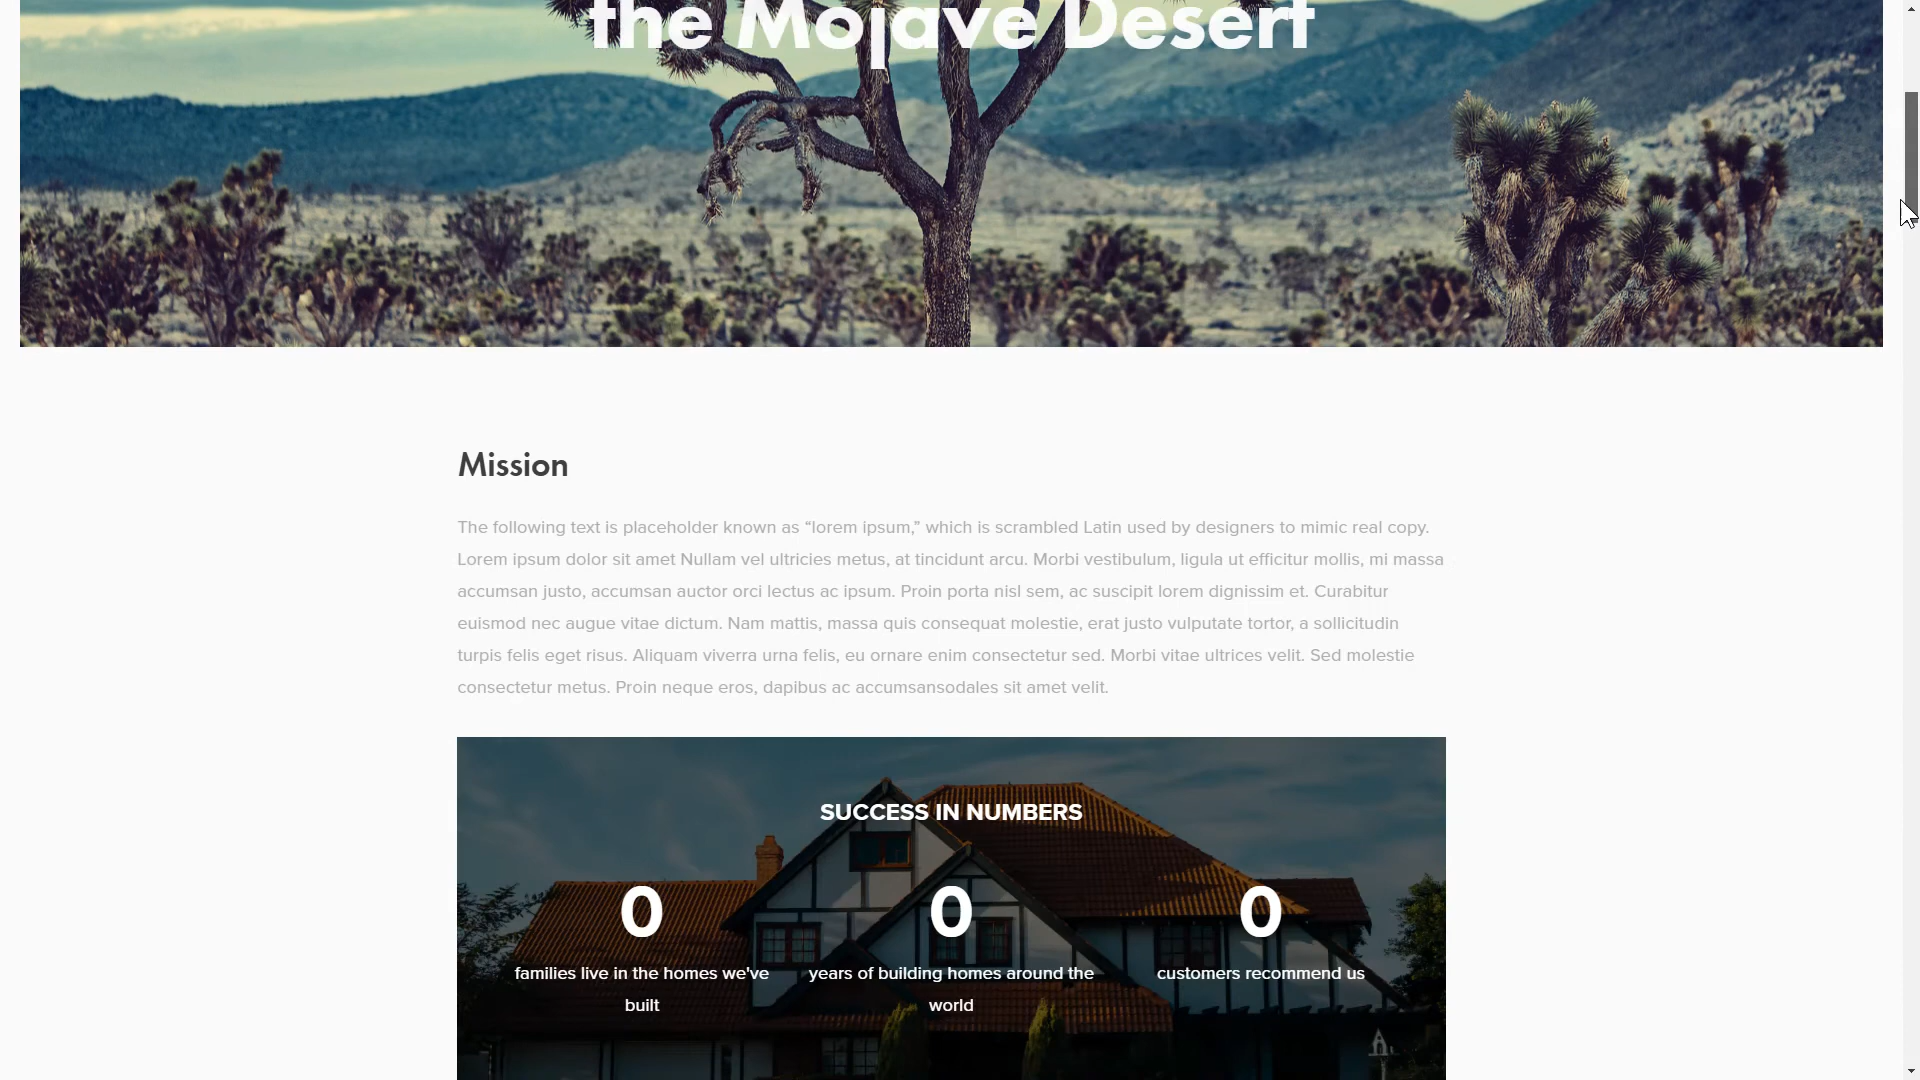 the Mojave Desert
Mission
The following text is placeholder known as “lorem ipsum,” which is scrambled Latin used by designers to mimic real copy.
Lorem ipsum dolor sit amet Nullam vel ultricies metus, at tincidunt arcu. Morbi vestibulum, ligula ut efficitur mollis, mi massa
accumsan justo, accumsan auctor orci lectus ac ipsum. Proin porta nisl sem, ac suscipit lorem dignissim et. Curabitur
euismod nec augue vitae dictum. Nam mattis, massa quis consequat molestie, erat justo vulputate tortor, a sollicitudin
turpis felis eget risus. Aliquam viverra urna felis, eu ornare enim consectetur sed. Morbi vitae ultrices velit. Sed molestie
consectetur metus. Proin neque eros, dapibus ac accumsansodales sit amet velit.
SUCCESS IN NUMBERS
0
families live in the homes we've
built
0
years of building homes around the
world
0
customers recommend us